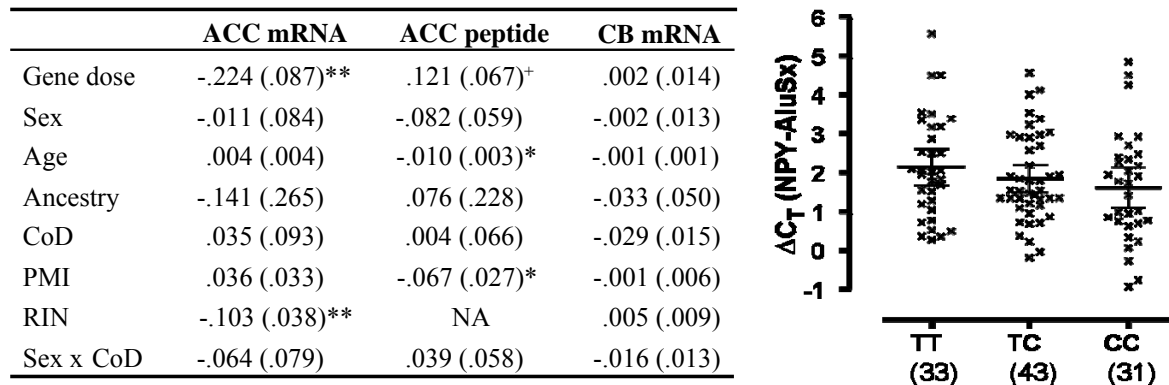 ACC mRNA ACC peptide CB mRNA
Gene dose -.224 (.087)** .121 (.067)+ .002 (.014)
Sex -.011 (.084) -.082 (.059) -.002 (.013)
Age .004 (.004) -.010 (.003)* -.001 (.001)
Ancestry -.141 (.265) .076 (.228) -.033 (.050)
CoD .035 (.093) .004 (.066) -.029 (.015)
PMI .036 (.033) -.067 (.027)* -.001 (.006)
RIN -.103 (.038)** NA .005 (.009)
Sex x CoD -.064 (.079) .039 (.058) -.016 (.013)
ΔCT (NPY-AluSx)
6
5
4
3
2
1
0
-1
TT TC CC
(33) (43) (31)